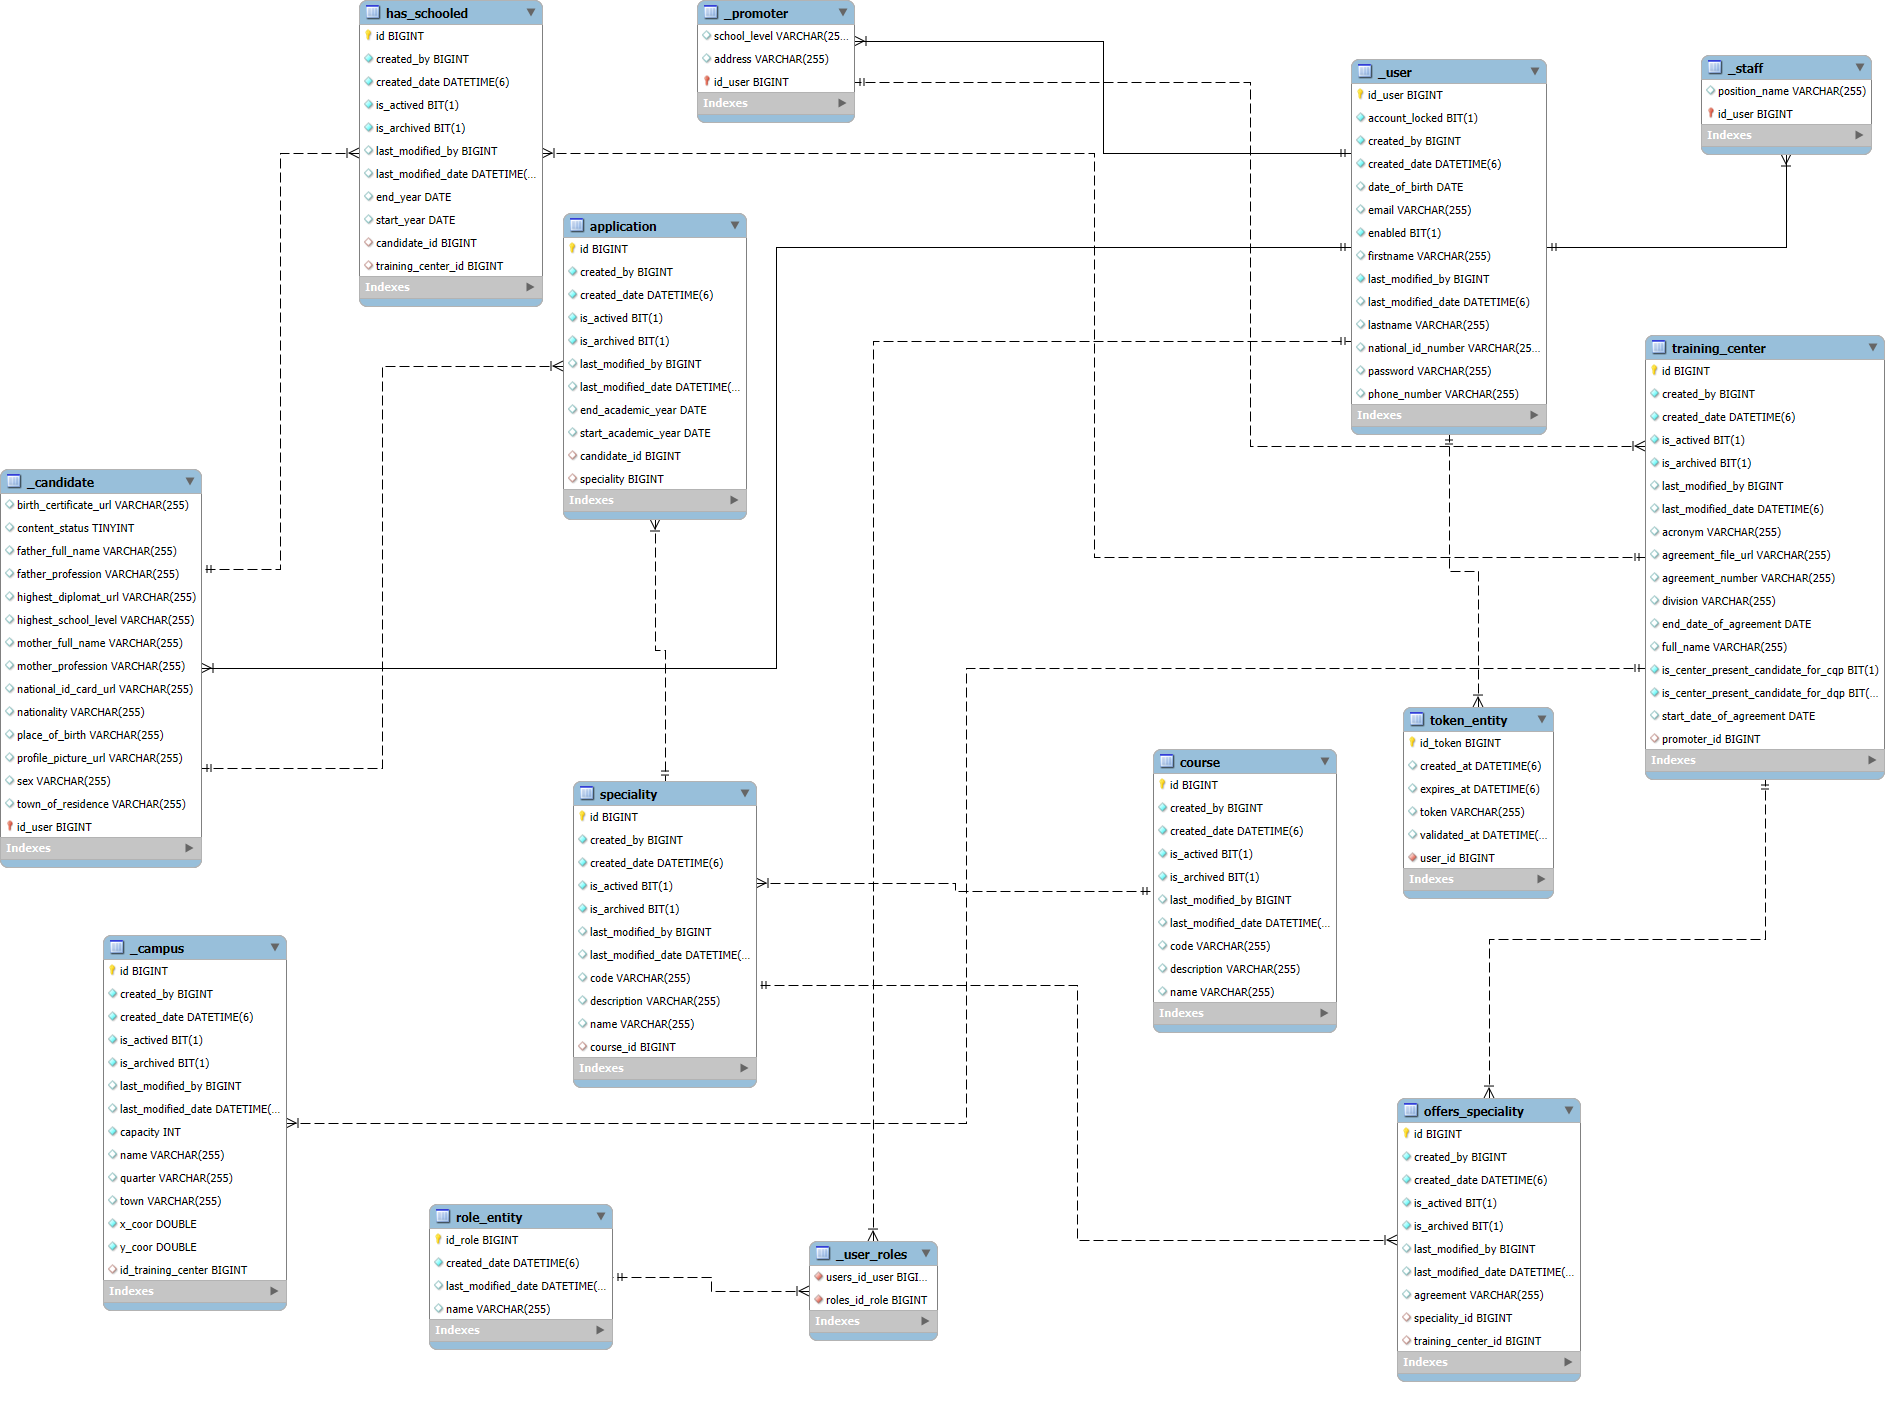 has_schooled
id BIGINT
created_by BIGINT
created_date DATETIME(6)
is_actived BIT(1)
is_archived BIT(1)
last_modified_by BIGINT
last_modified_date DATETIME(...
end_year DATE
start_year DATE
candidate_id BIGINT
training_center_id BIGINT
Indexes
_promoter
school_level VARCHAR(25...
address VARCHAR(255)
id_user BIGINT
Indexes
_user
id_user BIGINT
account_locked BIT(1)
created_by BIGINT
created_date DATETIME(6)
date_of_birth DATE
email VARCHAR(255)
enabled BIT(1)
firstname VARCHAR(255)
last_modified_by BIGINT
last_modified_date DATETIME(6)
lastname VARCHAR(255)
national_id_number VARCHAR(25...
password VARCHAR(255)
phone_number VARCHAR(255)
Indexes
_staff
position_name VARCHAR(255)
id_user BIGINT
Indexes
application
id BIGINT
created_by BIGINT
created_date DATETIME(6)
is_actived BIT(1)
is_archived BIT(1)
last_modified_by BIGINT
last_modified_date DATETIME(...
end_academic_year DATE
start_academic_year DATE
candidate_id BIGINT
speciality BIGINT
Indexes
training_center
id BIGINT
created_by BIGINT
created_date DATETIME(6)
is_actived BIT(1)
is_archived BIT(1)
last_modified_by BIGINT
last_modified_date DATETIME(6)
acronym VARCHAR(255)
agreement_file_url VARCHAR(255)
agreement_number VARCHAR(255)
division VARCHAR(255)
end_date_of_agreement DATE
full_name VARCHAR(255)
is_center_present_candidate_for_cqp BIT(1)
is_center_present_candidate_for_dqp BIT(...
start_date_of_agreement DATE
promoter_id BIGINT
Indexes
_candidate
birth_certificate_url VARCHAR(255)
content_status TINYINT
father_full_name VARCHAR(255)
father_profession VARCHAR(255)
highest_diplomat_url VARCHAR(255)
highest_school_level VARCHAR(255)
mother_full_name VARCHAR(255)
mother_profession VARCHAR(255)
national_id_card_url VARCHAR(255)
nationality VARCHAR(255)
place_of_birth VARCHAR(255)
profile_picture_url VARCHAR(255)
sex VARCHAR(255)
town_of_residence VARCHAR(255)
id_user BIGINT
Indexes
token_entity
id_token BIGINT
created_at DATETIME(6)
expires_at DATETIME(6)
token VARCHAR(255)
validated_at DATETIME(...
user_id BIGINT
Indexes
course
id BIGINT
created_by BIGINT
created_date DATETIME(6)
is_actived BIT(1)
is_archived BIT(1)
last_modified_by BIGINT
last_modified_date DATETIME(...
code VARCHAR(255)
description VARCHAR(255)
name VARCHAR(255)
Indexes
speciality
id BIGINT
created_by BIGINT
created_date DATETIME(6)
is_actived BIT(1)
is_archived BIT(1)
last_modified_by BIGINT
last_modified_date DATETIME(...
code VARCHAR(255)
description VARCHAR(255)
name VARCHAR(255)
course_id BIGINT
Indexes
_campus
id BIGINT
created_by BIGINT
created_date DATETIME(6)
is_actived BIT(1)
is_archived BIT(1)
last_modified_by BIGINT
last_modified_date DATETIME(...
capacity INT
name VARCHAR(255)
quarter VARCHAR(255)
town VARCHAR(255)
x_coor DOUBLE
y_coor DOUBLE
id_training_center BIGINT
Indexes
offers_speciality
id BIGINT
created_by BIGINT
created_date DATETIME(6)
is_actived BIT(1)
is_archived BIT(1)
last_modified_by BIGINT
last_modified_date DATETIME(...
agreement VARCHAR(255)
speciality_id BIGINT
training_center_id BIGINT
Indexes
role_entity
id_role BIGINT
created_date DATETIME(6)
last_modified_date DATETIME(...
name VARCHAR(255)
Indexes
_user_roles
users_id_user BIGI...
roles_id_role BIGINT
Indexes